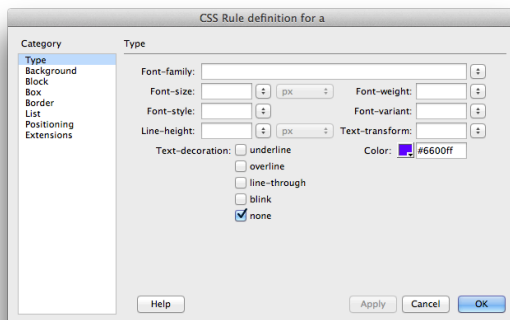 CSS Rule definition for a
Category
Type
Background
Block
Box
Border
List
Positioning
Extensions
Type
Font-family:
Font-size: px Font-weight:
Font-style: Font-variant:
Line-height: px Text-transform:
Text-decoration: underline Color: #6600ff
overline
line-through
blink
none
Help Apply Cancel OK